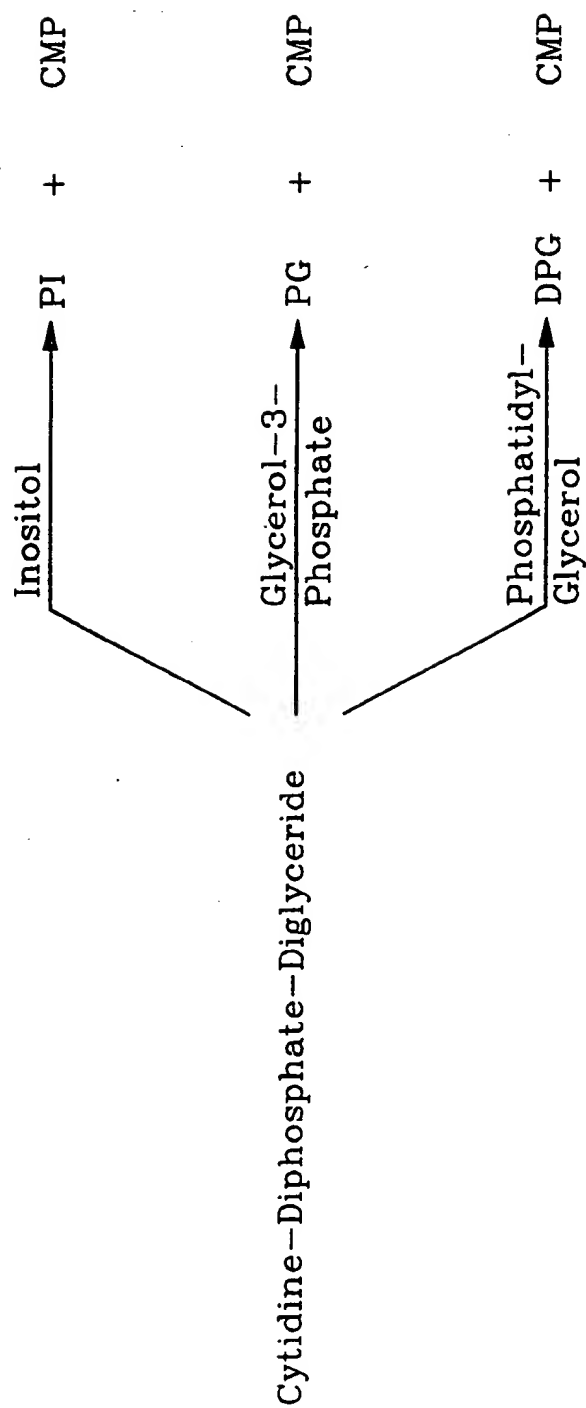 Inositol
PI + CMP
Cytidine-Diphosphate-Diglyceride
Glycerol-3-
Phosphate
PG + CMP
Phosphatidyl-
Glycerol
DPG + CMP